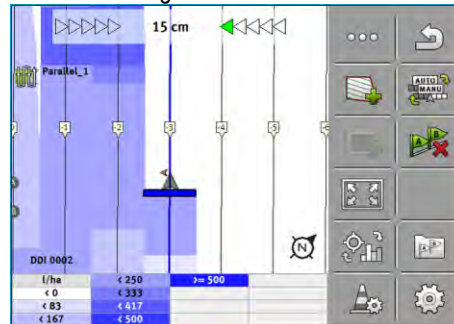 15 cm
Parallel_1
-1 -2 -3 -4 -5
AUTO
MANU
A B
N
DDI 0002
l/ha < 250 >= 500
< 0 < 333
< 83 < 417
< 167 < 500